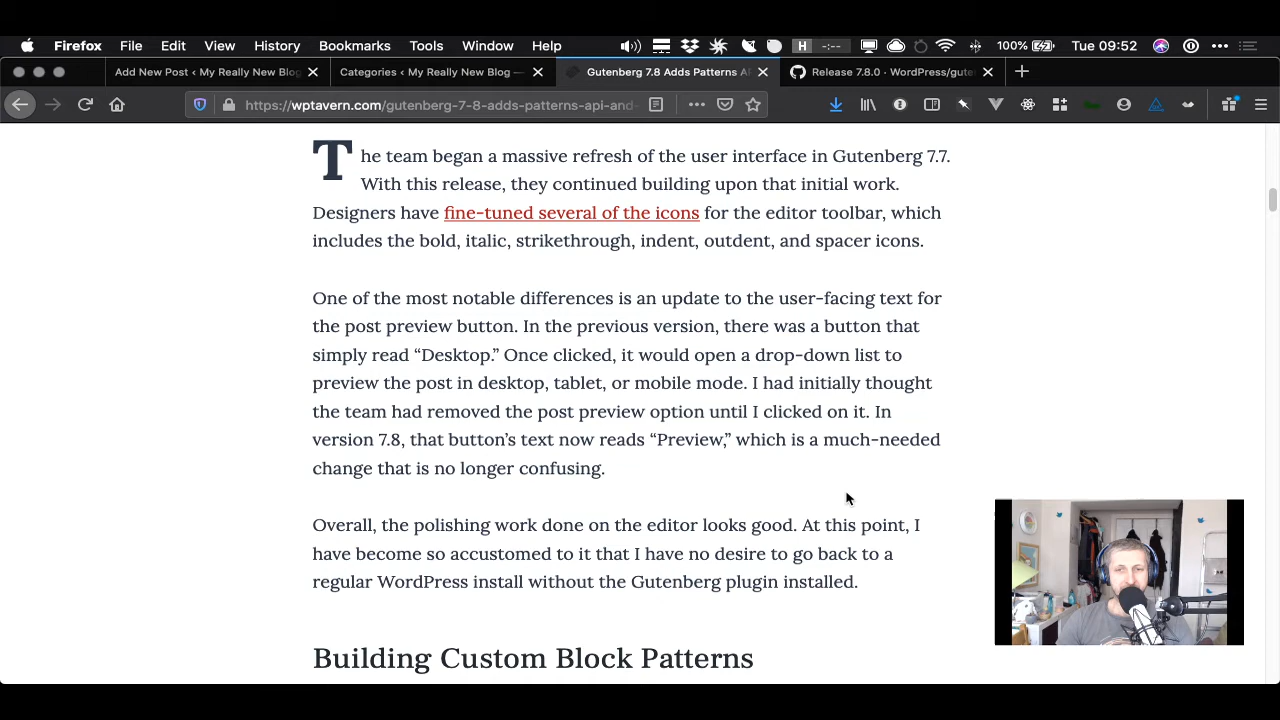 Firefox File Edit View History Bookmarks Tools Window Help H -:-- 100% Tue 09:52
Add New Post ‹ My Really New Blog Categories ‹ My Really New Blog — Gutenberg 7.8 Adds Patterns A Release 7.8.0 · WordPress/gute
https://wptavern.com/gutenberg-7-8-adds-patterns-api-and-
The team began a massive refresh of the user interface in Gutenberg 7.7.
With this release, they continued building upon that initial work.
Designers have fine-tuned several of the icons for the editor toolbar, which
includes the bold, italic, strikethrough, indent, outdent, and spacer icons.
One of the most notable differences is an update to the user-facing text for
the post preview button. In the previous version, there was a button that
simply read “Desktop.” Once clicked, it would open a drop-down list to
preview the post in desktop, tablet, or mobile mode. I had initially thought
the team had removed the post preview option until I clicked on it. In
version 7.8, that button’s text now reads “Preview,” which is a much-needed
change that is no longer confusing.
Overall, the polishing work done on the editor looks good. At this point, I
have become so accustomed to it that I have no desire to go back to a
regular WordPress install without the Gutenberg plugin installed.
Building Custom Block Patterns